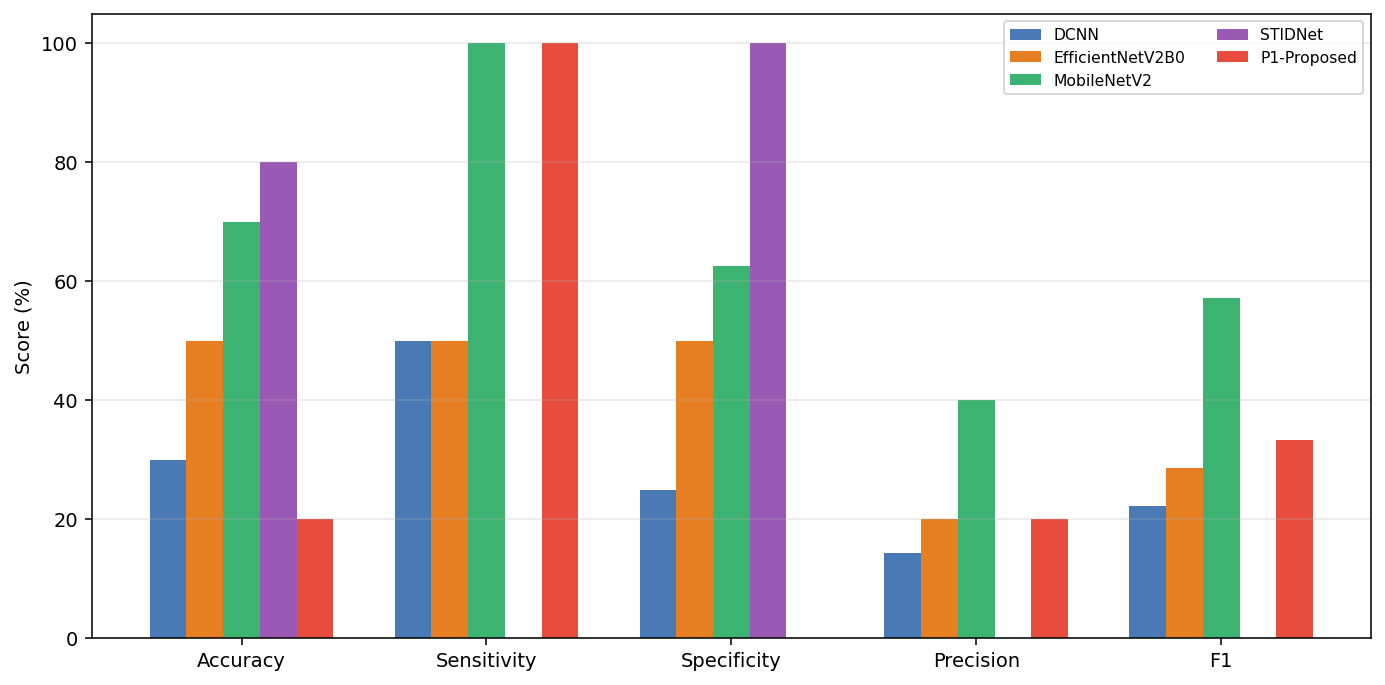 DCNN
EfficientNetV2B0
MobileNetV2
STIDNet
P1-Proposed
Score (%)
100
80
60
40
20
0
Accuracy
Sensitivity
Specificity
Precision
F1